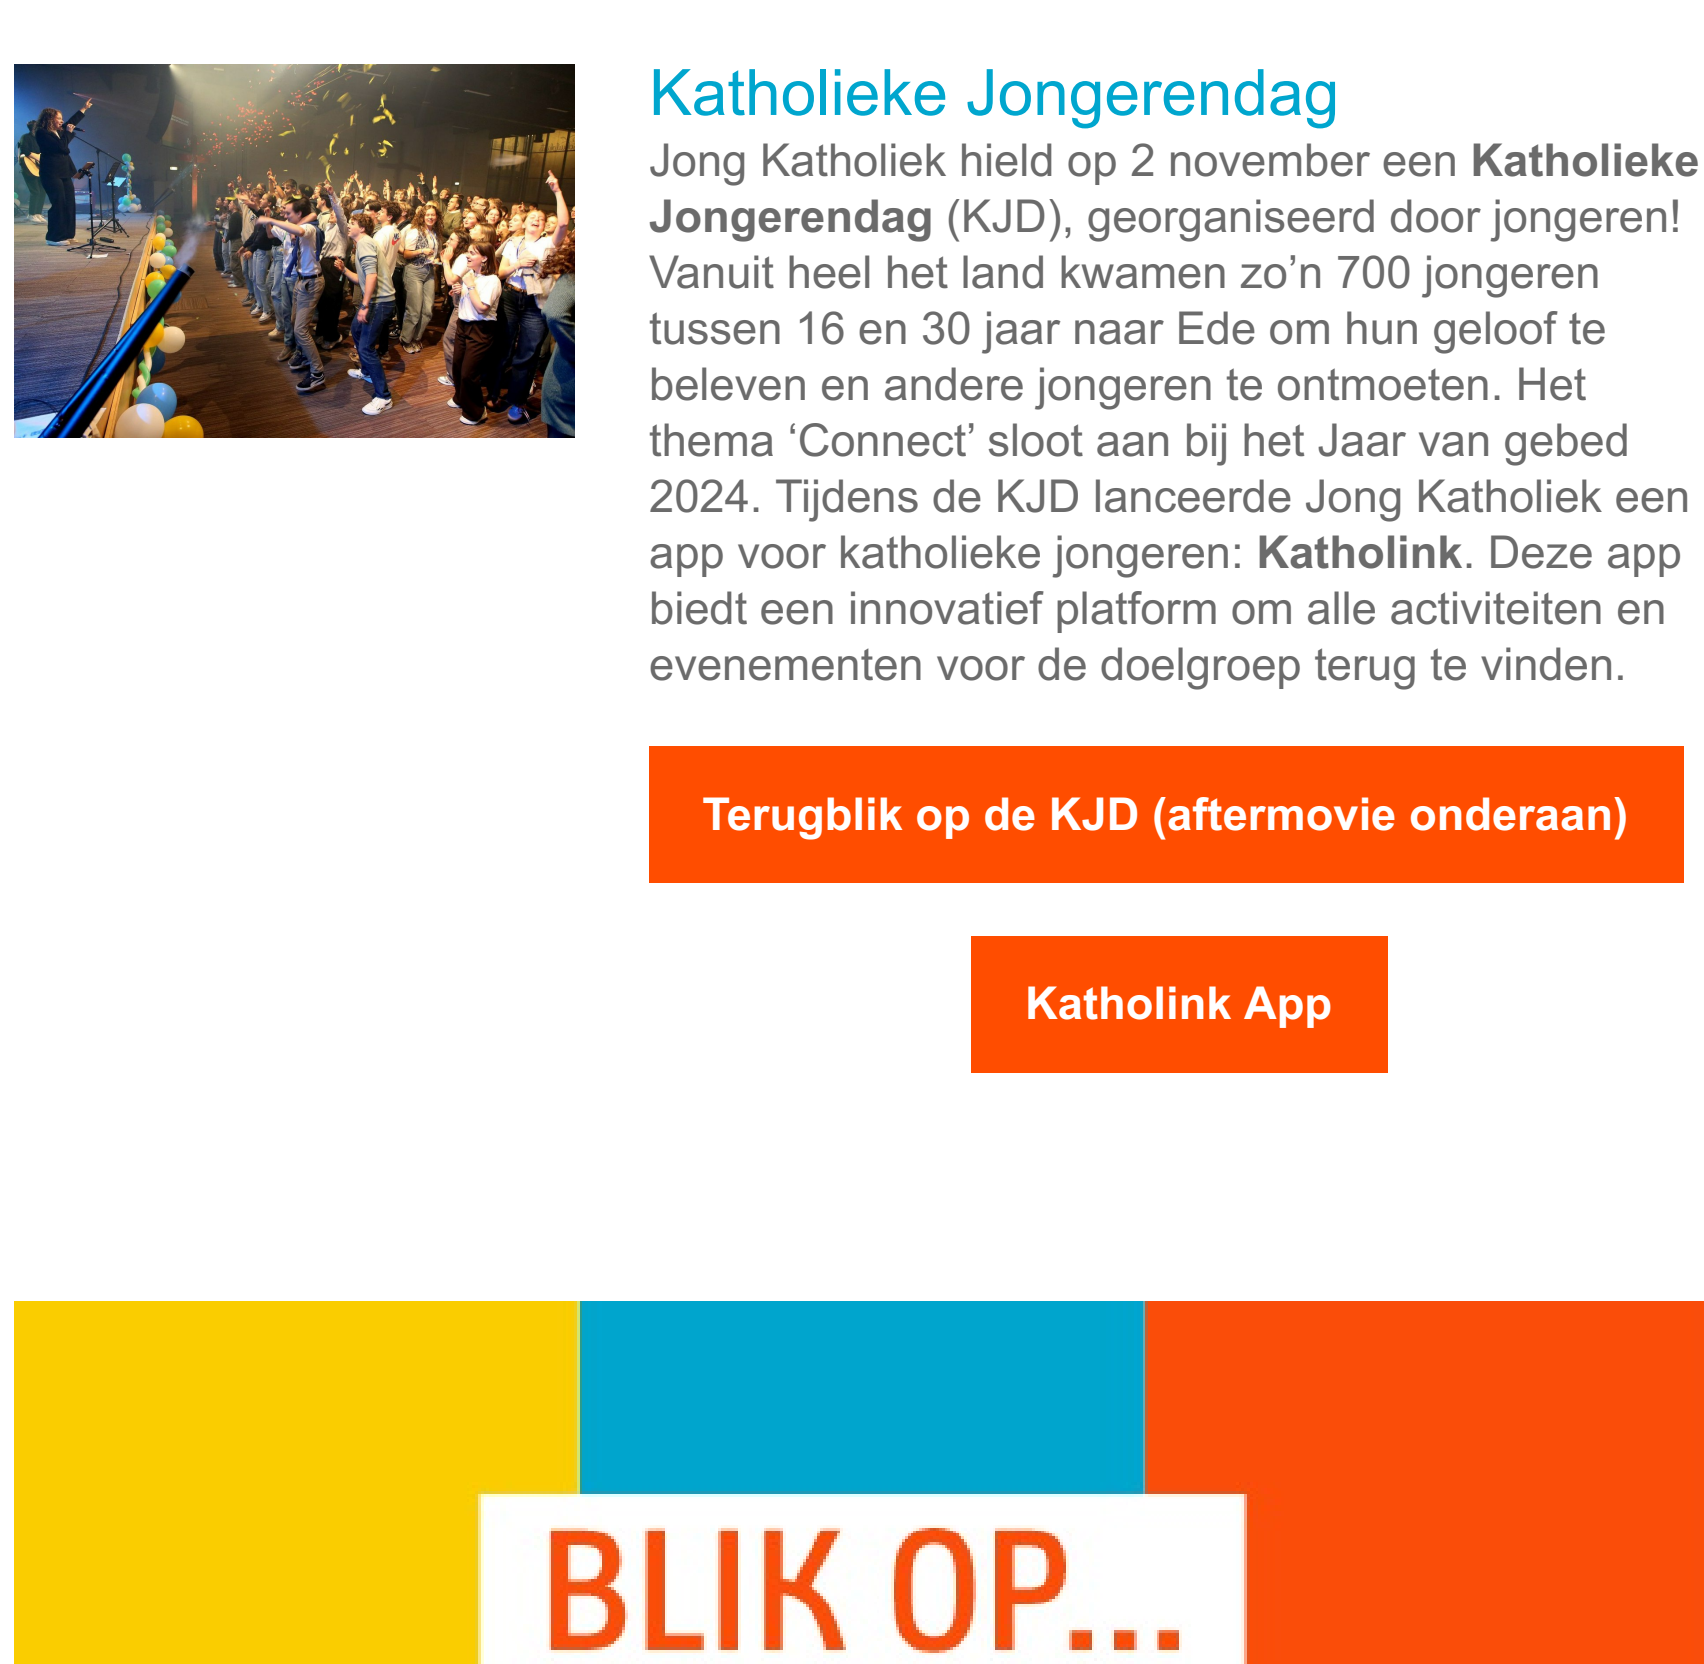 Katholieke Jongerendag
Jong Katholiek hield op 2 november een Katholieke
Jongerendag (KJD), georganiseerd door jongeren!
Vanuit heel het land kwamen zo’n 700 jongeren
tussen 16 en 30 jaar naar Ede om hun geloof te
beleven en andere jongeren te ontmoeten. Het
thema ‘Connect’ sloot aan bij het Jaar van gebed
2024. Tijdens de KJD lanceerde Jong Katholiek een
app voor katholieke jongeren: Katholink. Deze app
biedt een innovatief platform om alle activiteiten en
evenementen voor de doelgroep terug te vinden.
Terugblik op de KJD (aftermovie onderaan)
Katholink App
BLIK OP...